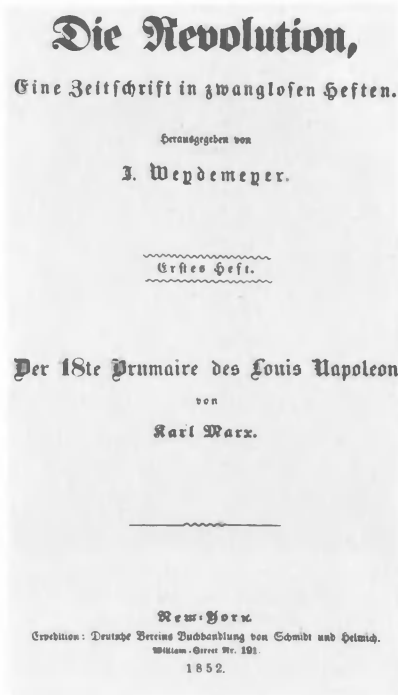 Die Revolution,
Eine Zeitschrift in zwanglosen Heften.
Herausgegeben von
J. Weydemeyer.
Erstes Heft.
Der 18te Brumaire des Louis Napoleon
von
Karl Marx.
New-York.
Expedition: Deutsche Vereins Buchhandlung von Schmidt und Helmich.
William-Street Nr. 191.
1852.